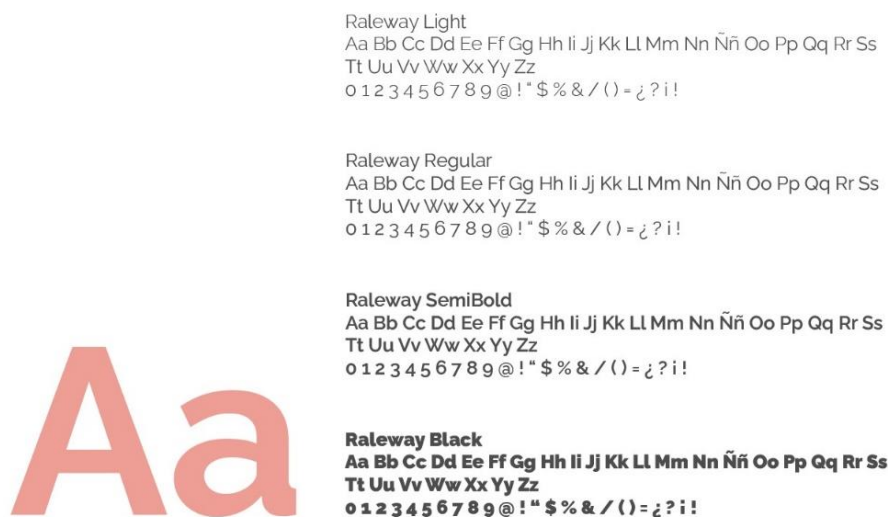 Raleway Light
Aa Bb Cc Dd Ee Ff Gg Hh Ii Jj Kk Ll Mm Nn Ññ Oo Pp Qq Rr Ss
Tt Uu Vv Ww Xx Yy Zz
0 1 2 3 4 5 6 7 8 9 @ ! “ $ % & / ( ) = ¿ ? i !
Raleway Regular
Aa Bb Cc Dd Ee Ff Gg Hh Ii Jj Kk Ll Mm Nn Ññ Oo Pp Qq Rr Ss
Tt Uu Vv Ww Xx Yy Zz
0 1 2 3 4 5 6 7 8 9 @ ! “ $ % & / ( ) = ¿ ? i !
Raleway SemiBold
Aa Bb Cc Dd Ee Ff Gg Hh Ii Jj Kk Ll Mm Nn Ññ Oo Pp Qq Rr Ss
Tt Uu Vv Ww Xx Yy Zz
0 1 2 3 4 5 6 7 8 9 @ ! “ $ % & / ( ) = ¿ ? i !
Aa
Raleway Black
Aa Bb Cc Dd Ee Ff Gg Hh Ii Jj Kk Ll Mm Nn Ññ Oo Pp Qq Rr Ss
Tt Uu Vv Ww Xx Yy Zz
0 1 2 3 4 5 6 7 8 9 @ ! “ $ % & / ( ) = ¿ ? i !